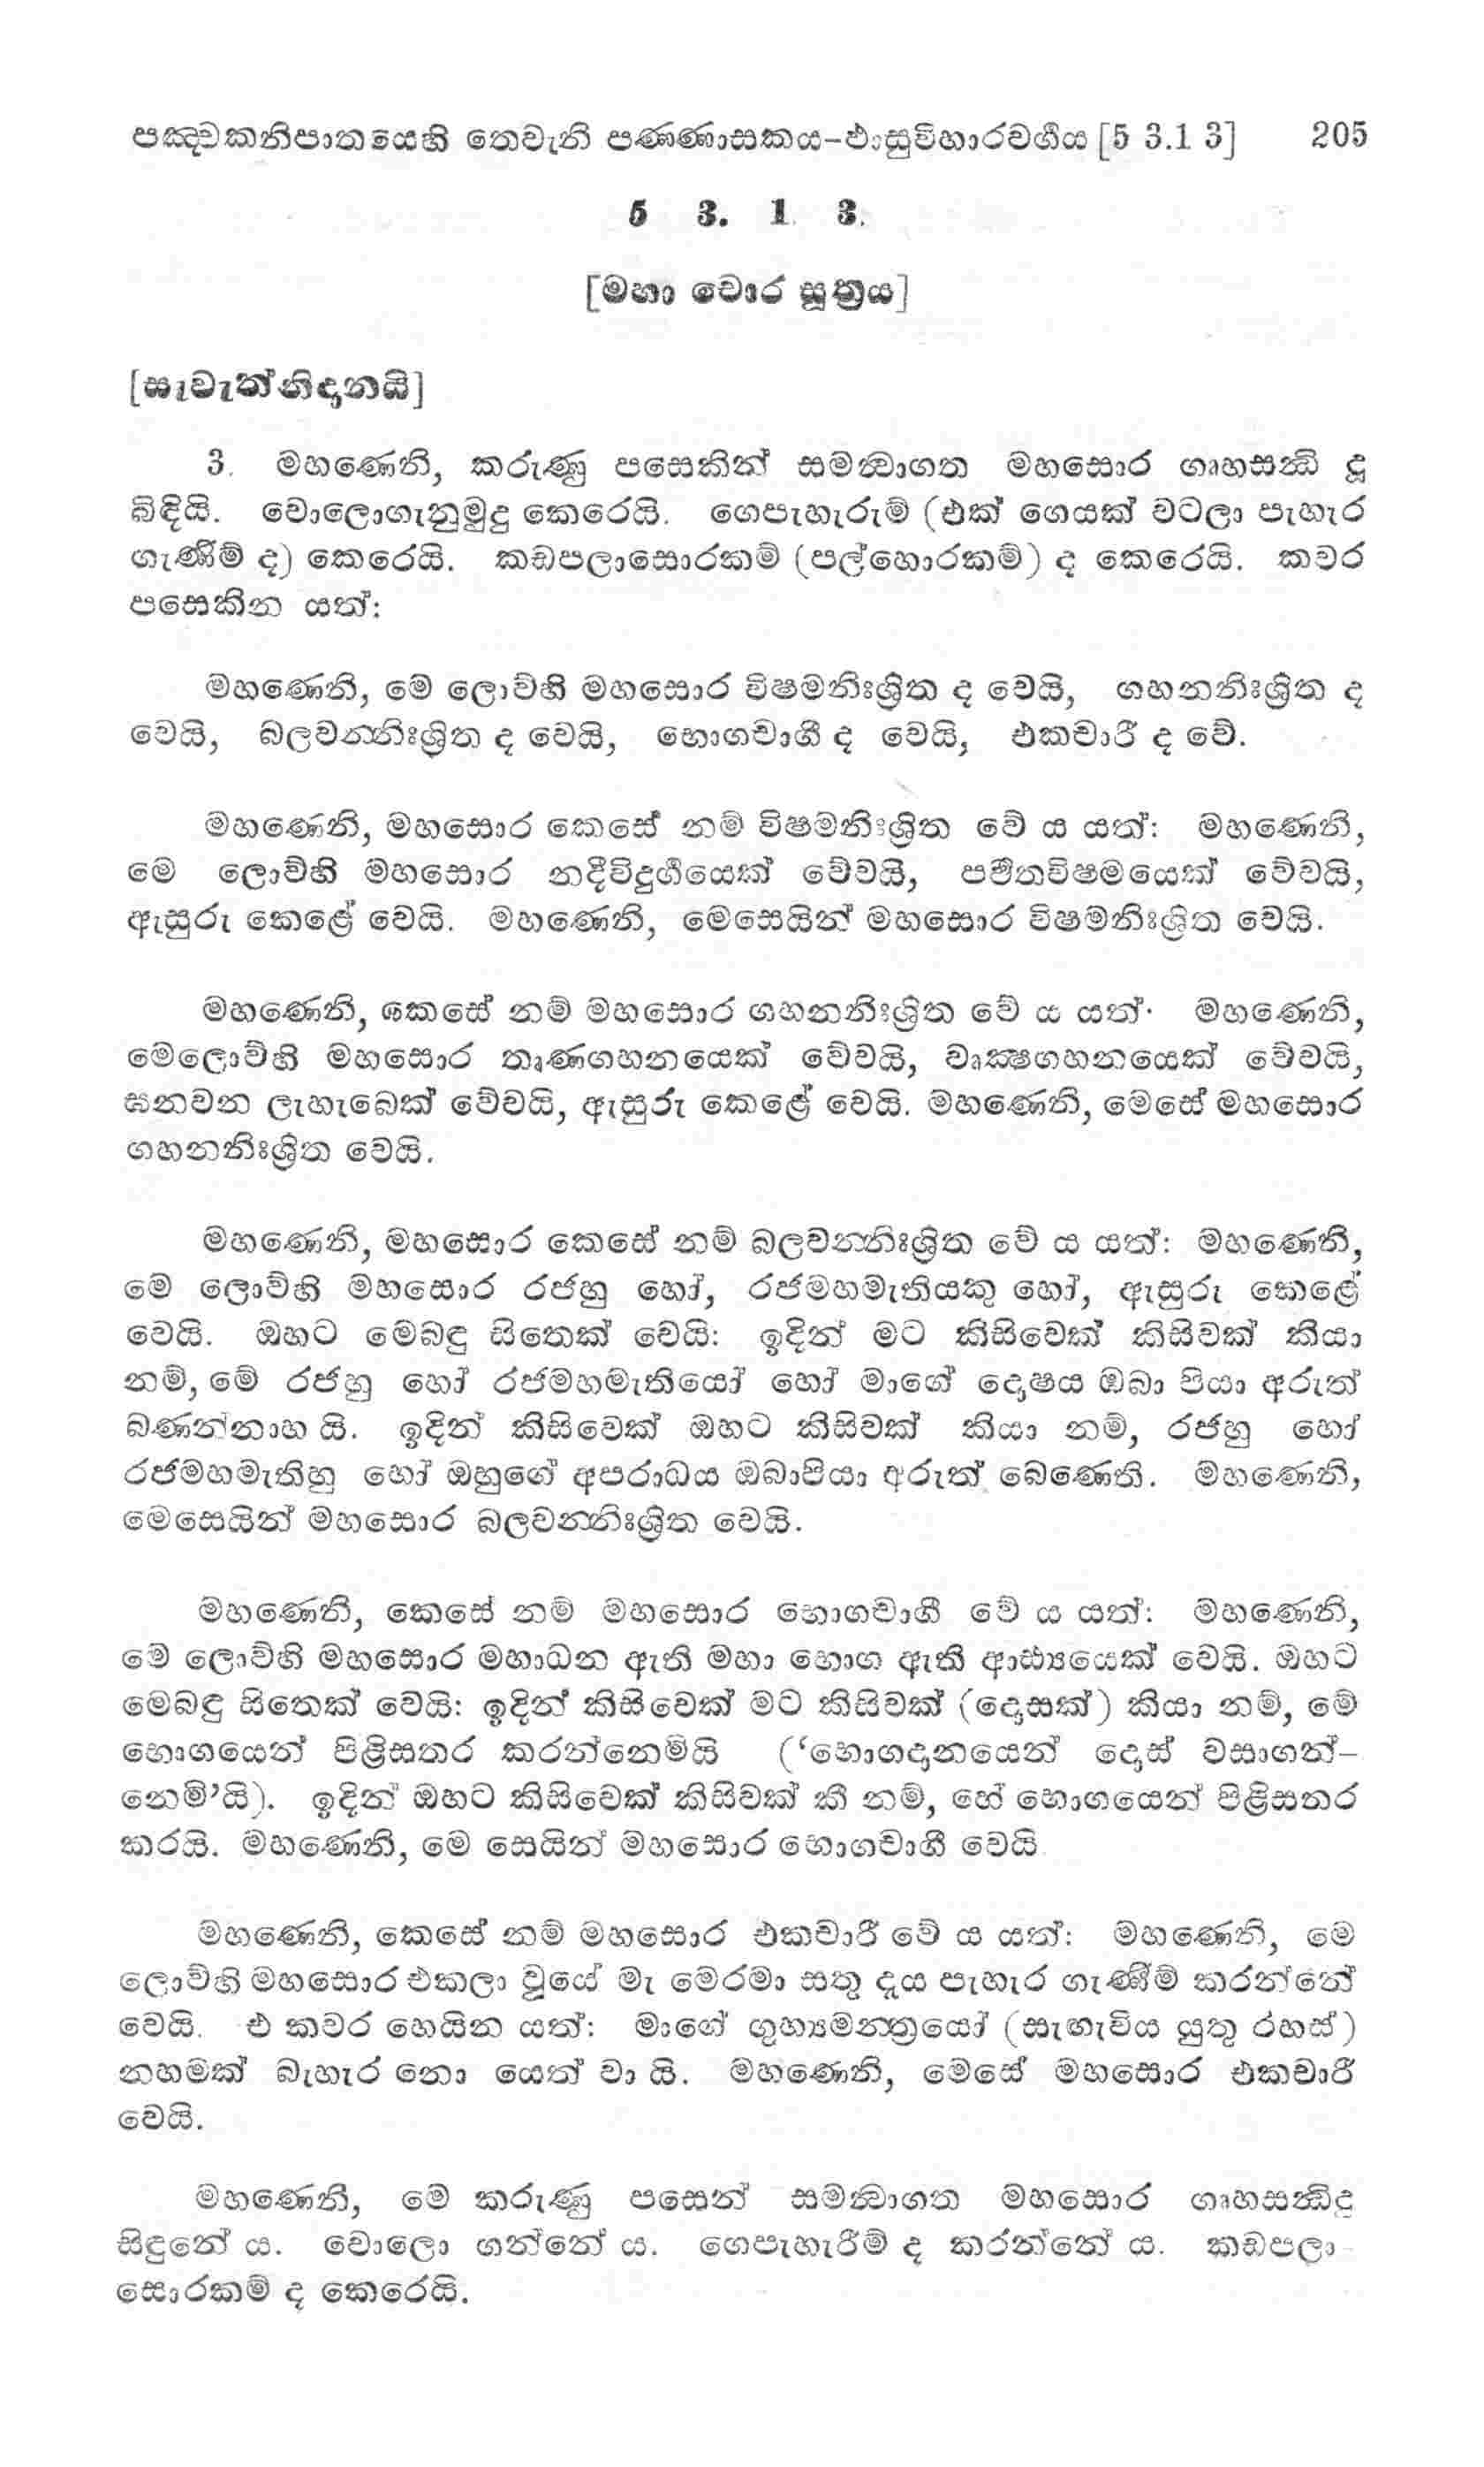 පඤ්චකනිපාතයෙහි තෙවැනි පණ්ණාසකය-ඵාසුවිහාරවර්ගය [5 3.1 3] 205
5 3. 1. 3.
[මහා චොර සූත්‍රය]
[සැවැත්නිදානයි]
3. මහණෙනි, කරුණු පසෙකින් සමන්වාගත මහසොර ගෘහසන්ධි දූ
බිඳියි. වොලොගැනුමුදු කෙරෙයි. ගෙපැහැරුම් (එක් ගෙයක් වටලා පැහැර
ගැණීම් ද) කෙරෙයි. කඩපලාසොරකම් (පල්හොරකම්) ද කෙරෙයි. කවර
පසෙකින යත්:
මහණෙනි, මෙ ලොව්හි මහසොර විෂමනිඃශ්‍රිත ද වෙයි, ගහනනිඃශ්‍රිත ද
වෙයි, බලවන්තනිඃශ්‍රිත ද වෙයි, භොගචාගී ද වෙයි, එකචාරී ද වේ.
මහණෙනි, මහසොර කෙසේ නම් විෂමනිඃශ්‍රිත වේ ය යත්: මහණෙනි,
මෙ ලොව්හි මහසොර නදීවිදුර්ගයෙක් වේවයි, පර්වතවිෂමයෙක් වේවයි,
ඇසුරු කෙළේ වෙයි. මහණෙනි, මෙසෙයින් මහසොර විෂමනිඃශ්‍රිත වෙයි.
මහණෙනි, කෙසේ නම් මහසොර ගහනනිඃශ්‍රිත වේ ය යත්· මහණෙනි,
මෙලොව්හි මහසොර තෘණගහනයෙක් වේවයි, වෘක්‍ෂගහනයෙක් වේවයි,
ඝනවන ලැහැබෙක් වේවයි, ඇසුරු කෙළේ වෙයි. මහණෙනි, මෙසේ මහසොර
ගහනනිඃශ්‍රිත වෙයි.
මහණෙනි, මහසොර කෙසේ නම් බලවන්තනිඃශ්‍රිත වේ ය යත්: මහණෙනි,
මෙ ලොව්හි මහසොර රජහු හෝ, රජමහමැතියකු හෝ, ඇසුරු කෙළේ
වෙයි. ඔහට මෙබඳු සිතෙක් වෙයි: ඉදින් මට කිසිවෙක් කිසිවක් කියා
නම්, මේ රජහු හෝ රජමහමැතියෝ හෝ මාගේ දොෂය ඔබා පියා අරුත්
බණන්නාහ යි. ඉදින් කිසිවෙක් ඔහට කිසිවක් කියා නම්, රජහු හෝ
රජමහමැතිහු හෝ ඔහුගේ අපරාධය ඔබාපියා අරුත් බෙණෙති. මහණෙනි,
මෙසෙයින් මහසොර බලවන්තනිඃශ්‍රිත වෙයි.
මහණෙනි, කෙසේ නම් මහසොර භොගචාගී වේ ය යත්: මහණෙනි,
මෙ ලොව්හි මහසොර මහාධන ඇති මහා භොග ඇති ආඪ්‍යයෙක් වෙයි. ඔහට
මෙබඳු සිතෙක් වෙයි: ඉදින් කිසිවෙක් මට කිසිවක් (දොසක්) කියා නම්, මේ
භොගයෙන් පිළිසතර කරන්නෙමියි (‘භොගදානයෙන් දොස් වසාගන්-
නෙමි’යි). ඉදින් ඔහට කිසිවෙක් කිසිවක් කී නම්, හේ භොගයෙන් පිළිසතර
කරයි. මහණෙනි, මෙ සෙයින් මහසොර භොගචාගී වෙයි.
මහණෙනි, කෙසේ නම් මහසොර එකචාරී වේ ය යත්: මහණෙනි, මෙ
ලොව්හි මහසොර එකලා වූයේ මැ මෙරමා සතු දැය පැහැර ගැණීම් කරන්නේ
වෙයි. එ කවර හෙයින යත්: මාගේ ගුහ්‍යමන්ත්‍රයෝ (සැඟැවිය යුතු රහස්)
නහමක් බැහැර නො යෙත් වා යි. මහණෙනි, මෙසේ මහසොර එකචාරී
වෙයි.
මහණෙනි, මෙ කරුණු පසෙන් සමන්වාගත මහසොර ගෘහසන්ධිදු
සිඳුනේ ය. වොලො ගන්නේ ය. ගෙපැහැරීම් ද කරන්නේ ය. කඩපලා-
සොරකම් ද කෙරෙයි.